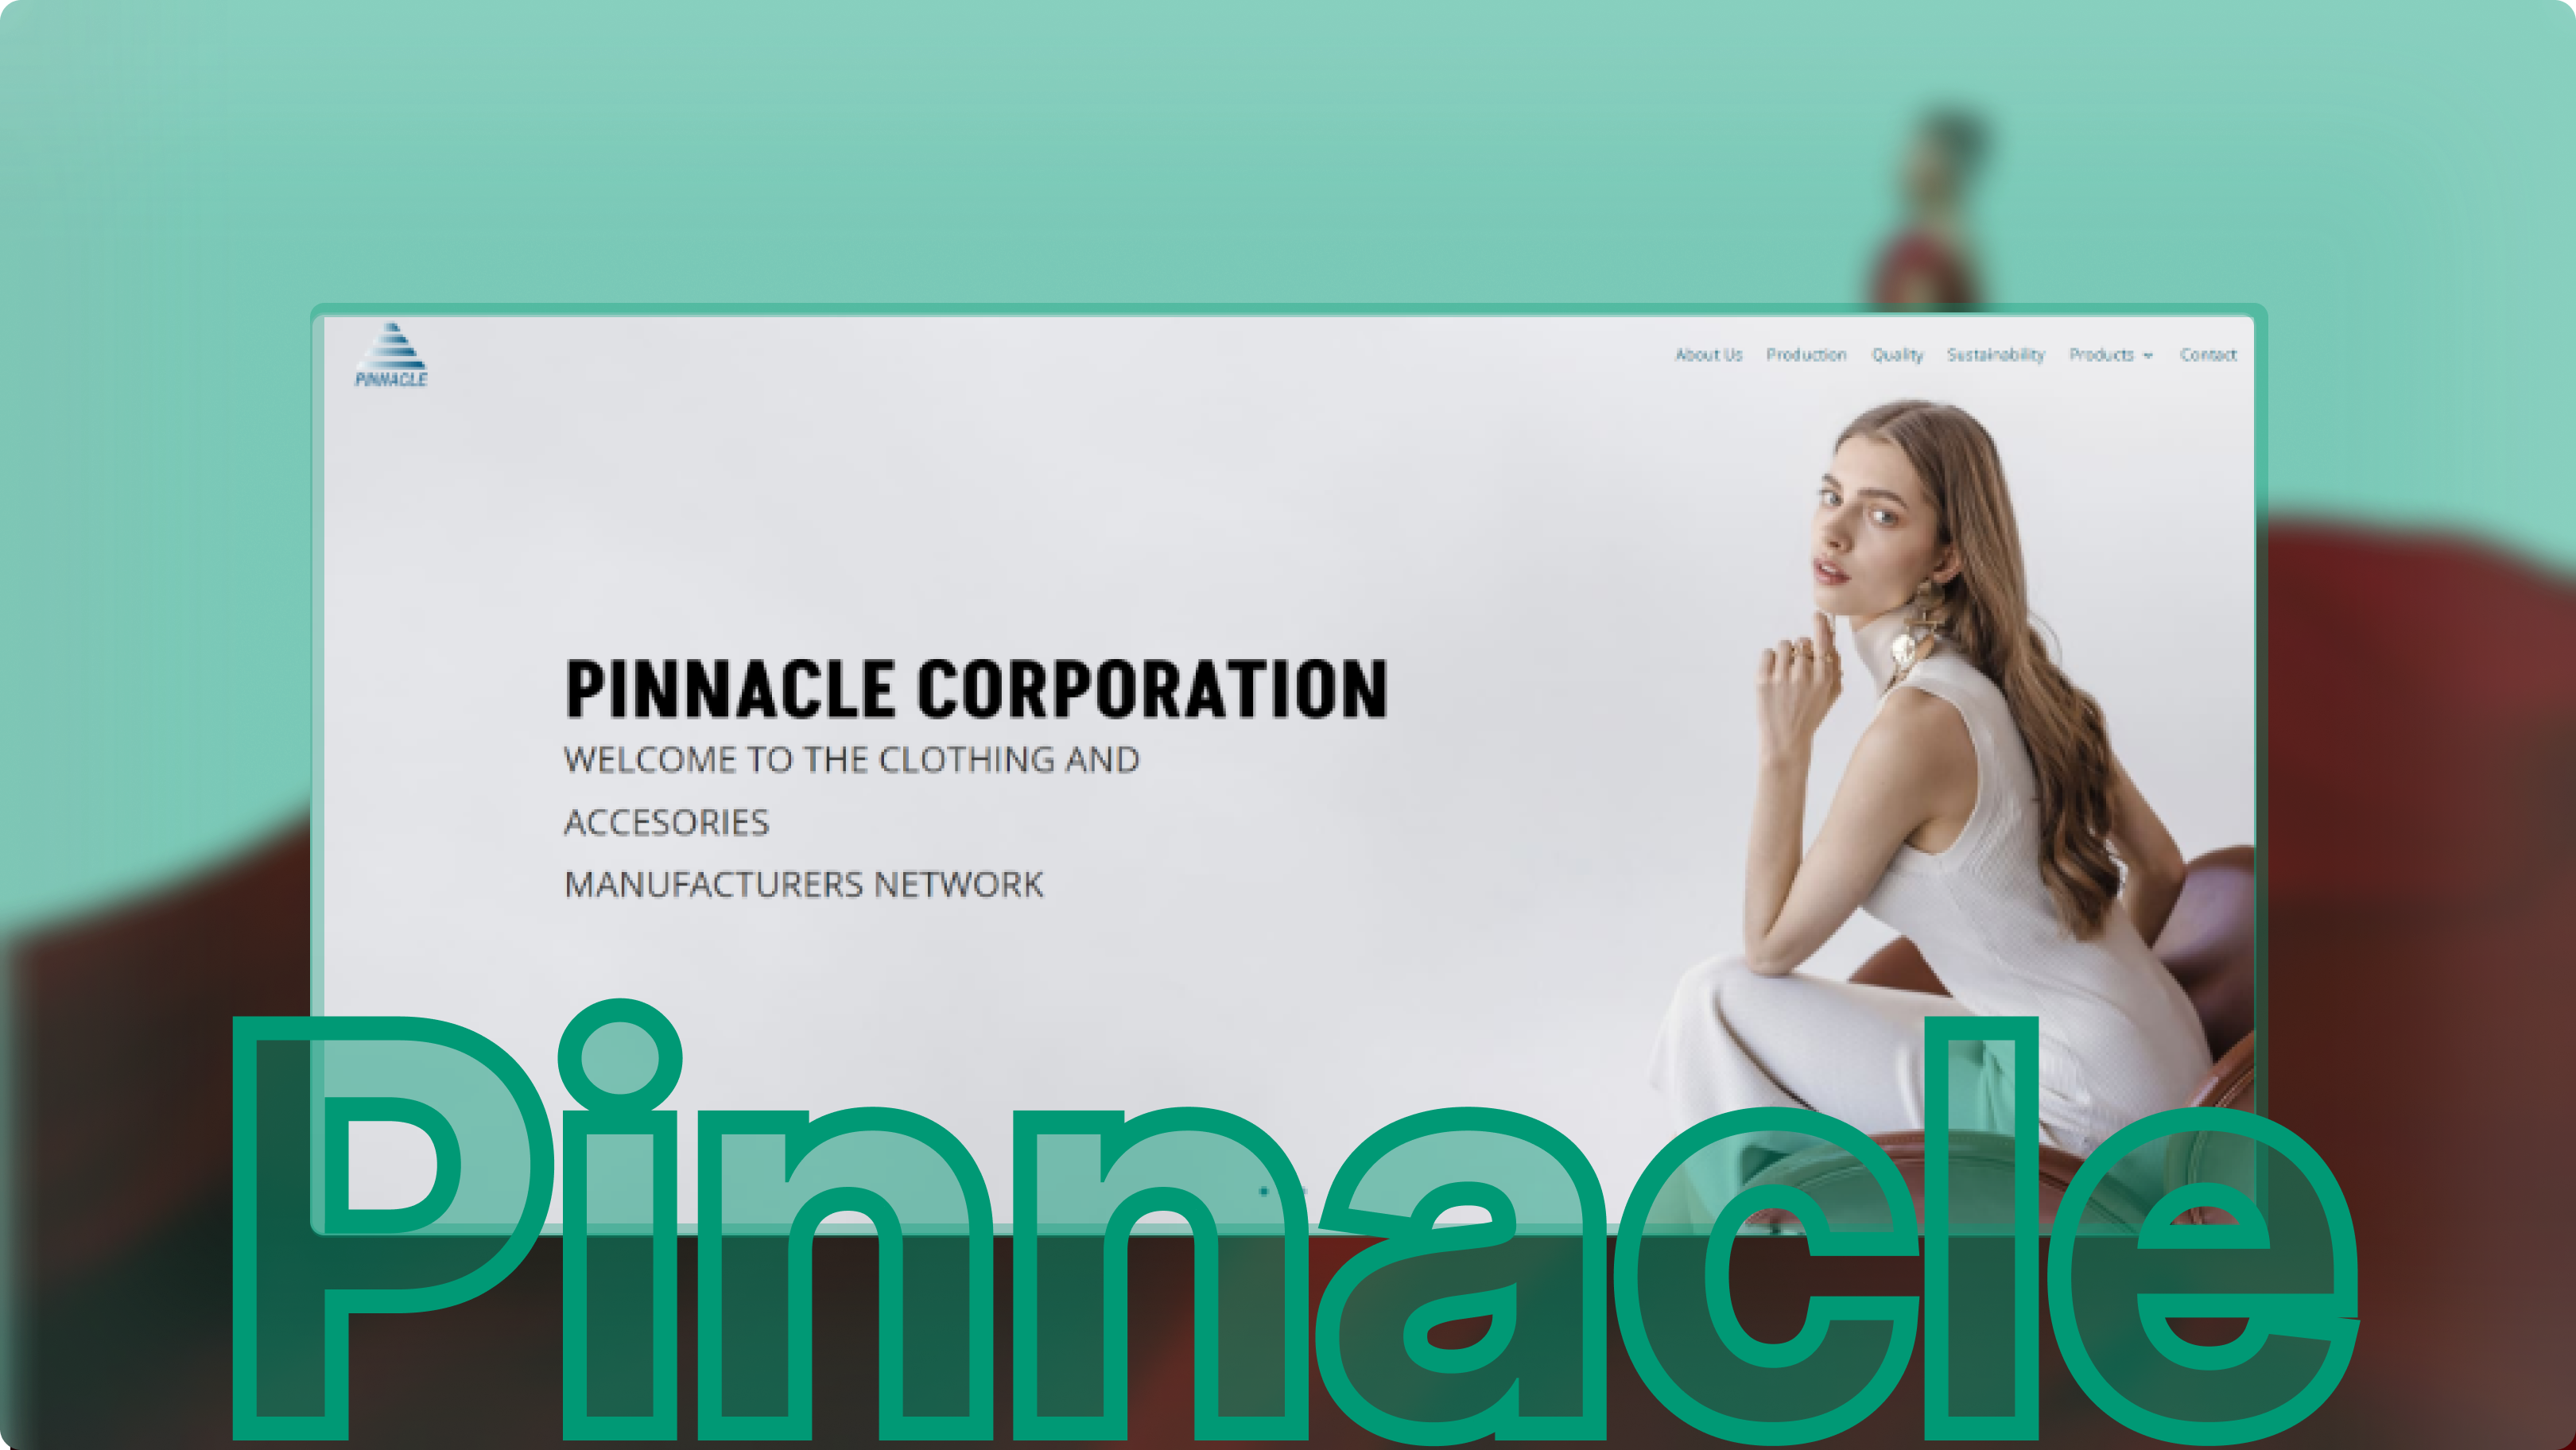 PINNACLE
About Us Production Quality Sustainability Products Contact
PINNACLE CORPORATION
WELCOME TO THE CLOTHING AND
ACCESORIES
MANUFACTURERS NETWORK
Pinnacle